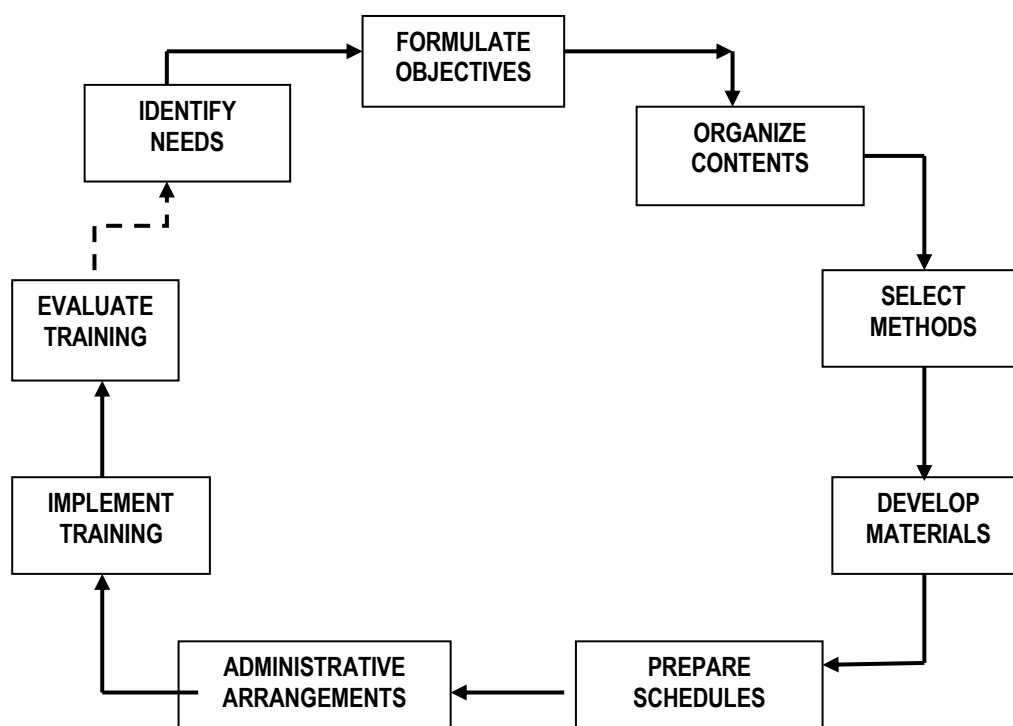 FORMULATE
OBJECTIVES
IDENTIFY
NEEDS
ORGANIZE
CONTENTS
SELECT
METHODS
EVALUATE
TRAINING
DEVELOP
MATERIALS
IMPLEMENT
TRAINING
PREPARE
SCHEDULES
ADMINISTRATIVE
ARRANGEMENTS